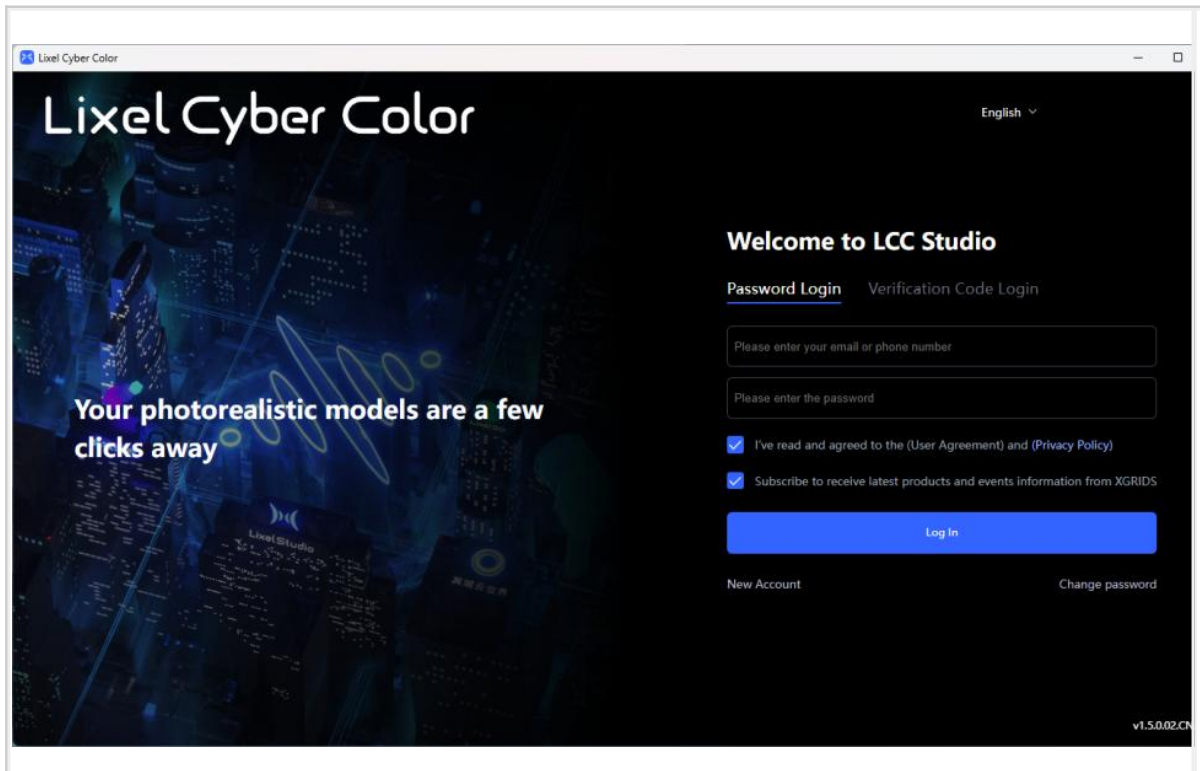 Lixel Cyber Color
Lixel Cyber Color
English
Welcome to LCC Studio
Password Login Verification Code Login
Please enter your email or phone number
Please enter the password
Your photorealistic models are a few
clicks away
I've read and agreed to the (User Agreement) and (Privacy Policy)
Subscribe to receive latest products and events information from XGRIDS
Log In
LixelStudio
New Account Change password
v1.5.0.02.CN